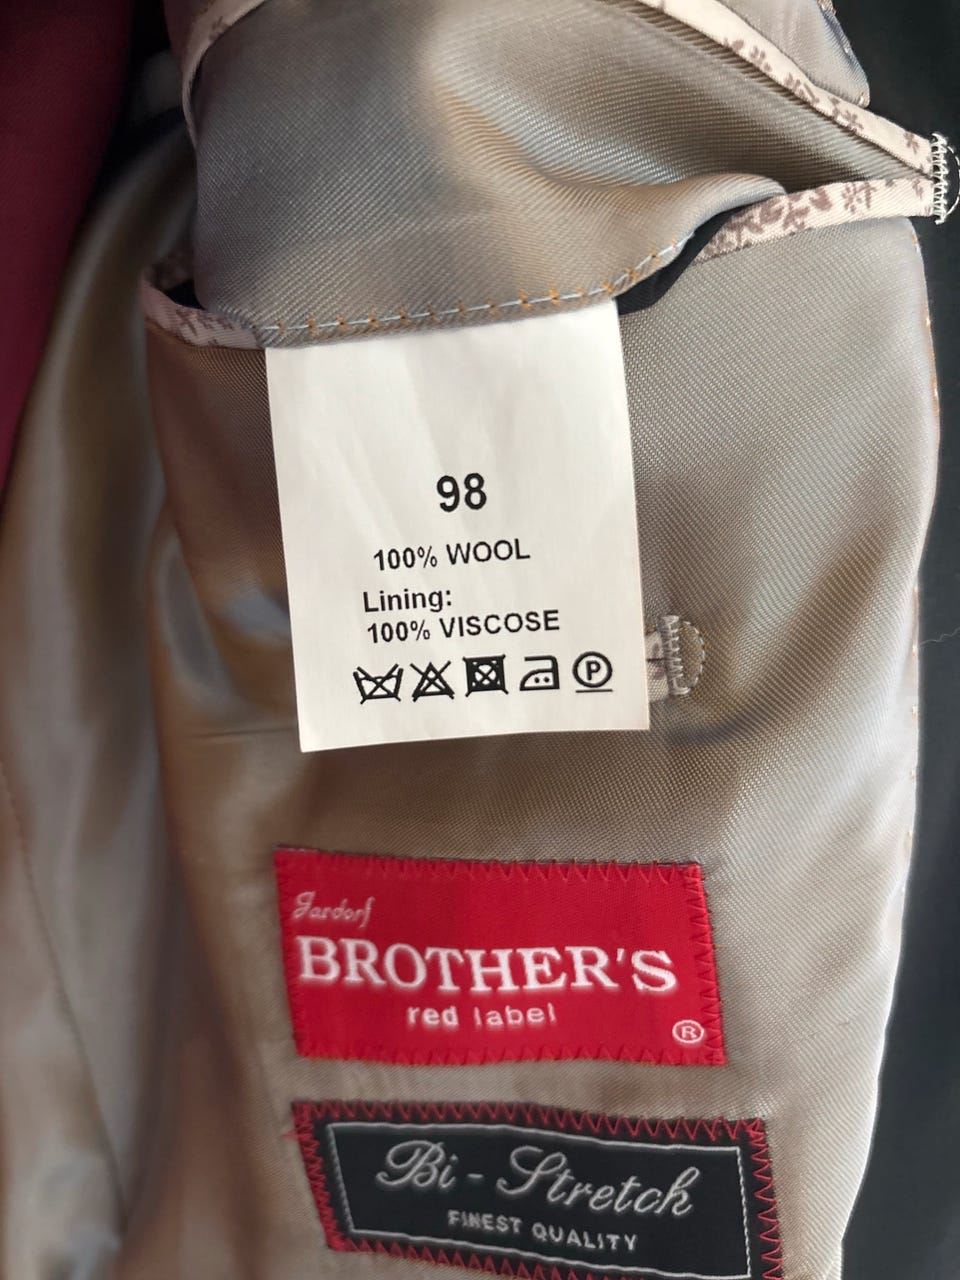 98
100% WOOL
Lining:
100% VISCOSE
P
Jardorf
BROTHER'S
red label
®
Bi-Stretch
FINEST QUALITY